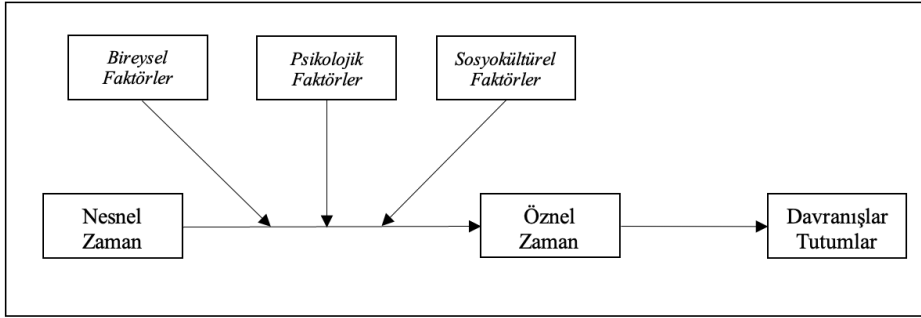 Bireysel
Faktörler
Psikolojik
Faktörler
Sosyokültürel
Faktörler
Nesnel
Zaman
Öznel
Zaman
Davranışlar
Tutumlar